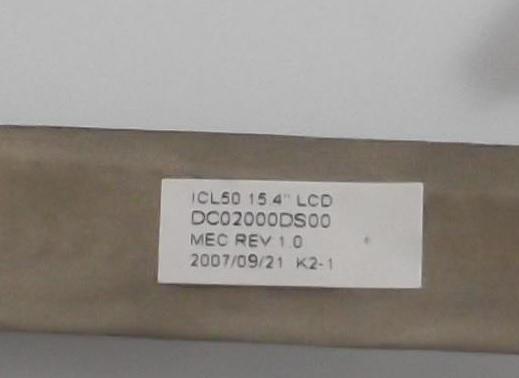 ICL50 15.4" LCD
DC02000DS00
MEC REV 1.0
2007/09/21 K2-1